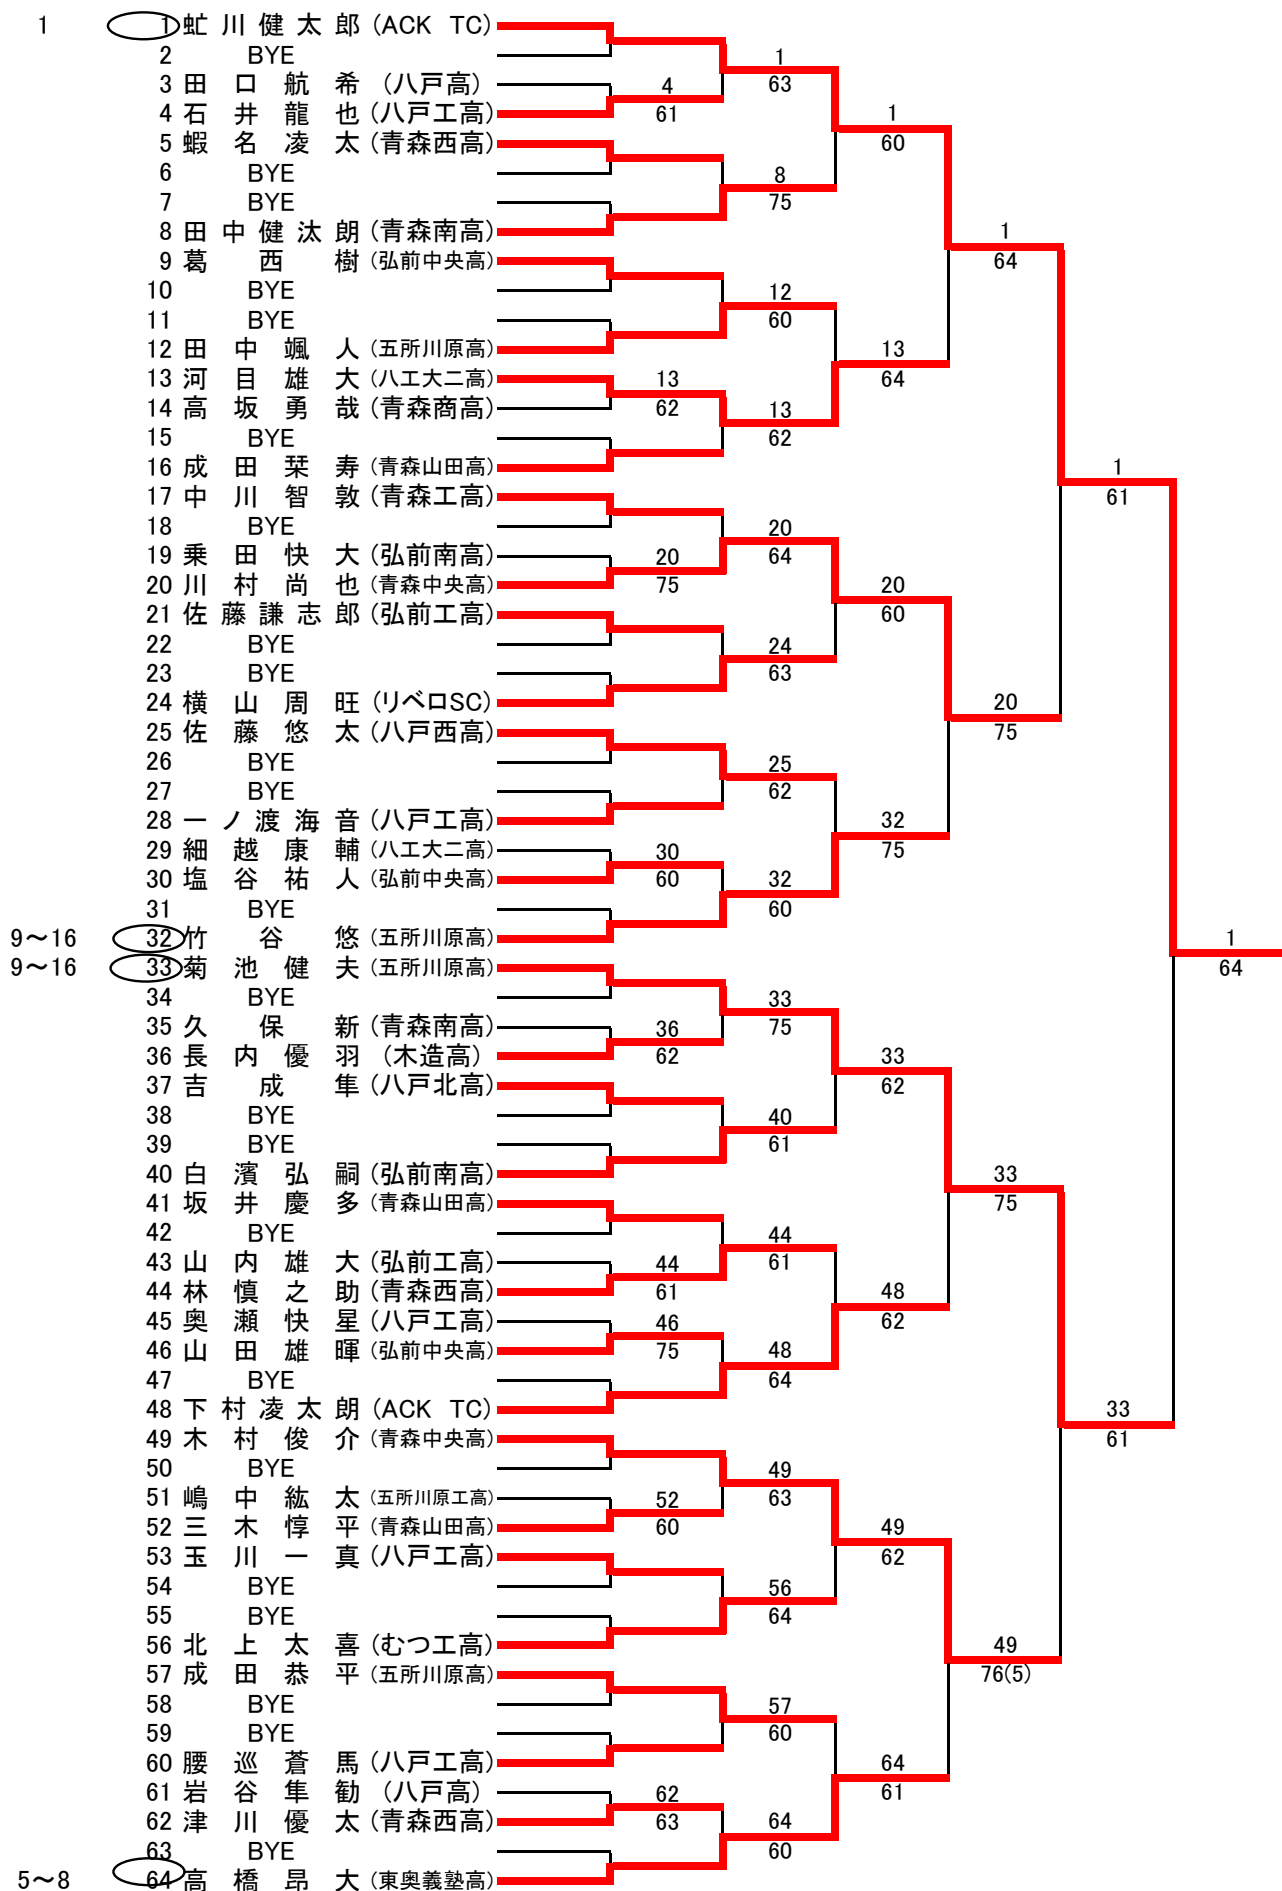 1 1 虻川健太郎 (ACK TC)
2 BYE
1
3 田口航希 (八戸高) 4 63
4 石井龍也 (八戸工高) 61 1
5 蝦名凌太 (青森西高) 60
6 BYE 8
7 BYE 75
8 田中健汰朗 (青森南高) 1
9 葛西樹 (弘前中央高) 64
10 BYE 12
11 BYE 60
12 田中颯人 (五所川原高) 13
13 河目雄大 (八工大二高) 13 64
14 高坂勇哉 (青森商高) 62 13
15 BYE 62
16 成田栞寿 (青森山田高) 1
17 中川智敦 (青森工高) 61
18 BYE 20
19 乗田快大 (弘前南高) 20 64
20 川村尚也 (青森中央高) 75 20
21 佐藤謙志郎 (弘前工高) 60
22 BYE 24
23 BYE 63
24 横山周旺 (リベロSC) 20
25 佐藤悠太 (八戸西高) 75
26 BYE 25
27 BYE 62
28 一ノ渡海音 (八戸工高) 32
29 細越康輔 (八工大二高) 30 75
30 塩谷祐人 (弘前中央高) 60 32
31 BYE 60
9～16 32 竹谷悠 (五所川原高) 1
9～16 33 菊池健夫 (五所川原高) 64
34 BYE 33
35 久保新 (青森南高) 36 75
36 長内優羽 (木造高) 62 33
37 吉成隼 (八戸北高) 62
38 BYE 40
39 BYE 61
40 白濱弘嗣 (弘前南高) 33
41 坂井慶多 (青森山田高) 75
42 BYE 44
43 山内雄大 (弘前工高) 44 61
44 林慎之助 (青森西高) 61 48
45 奥瀬快星 (八戸工高) 46 62
46 山田雄暉 (弘前中央高) 75 48
47 BYE 64
48 下村凌太朗 (ACK TC) 33
49 木村俊介 (青森中央高) 61
50 BYE 49
51 嶋中紘太 (五所川原工高) 52 63
52 三木惇平 (青森山田高) 60 49
53 玉川一真 (八戸工高) 62
54 BYE 56
55 BYE 64
56 北上太喜 (むつ工高) 49
57 成田恭平 (五所川原高) 76(5)
58 BYE 57
59 BYE 60
60 腰巡蒼馬 (八戸工高) 64
61 岩谷隼勧 (八戸高) 62 61
62 津川優太 (青森西高) 63 64
63 BYE 60
5～8 64 高橋昂大 (東奥義塾高)